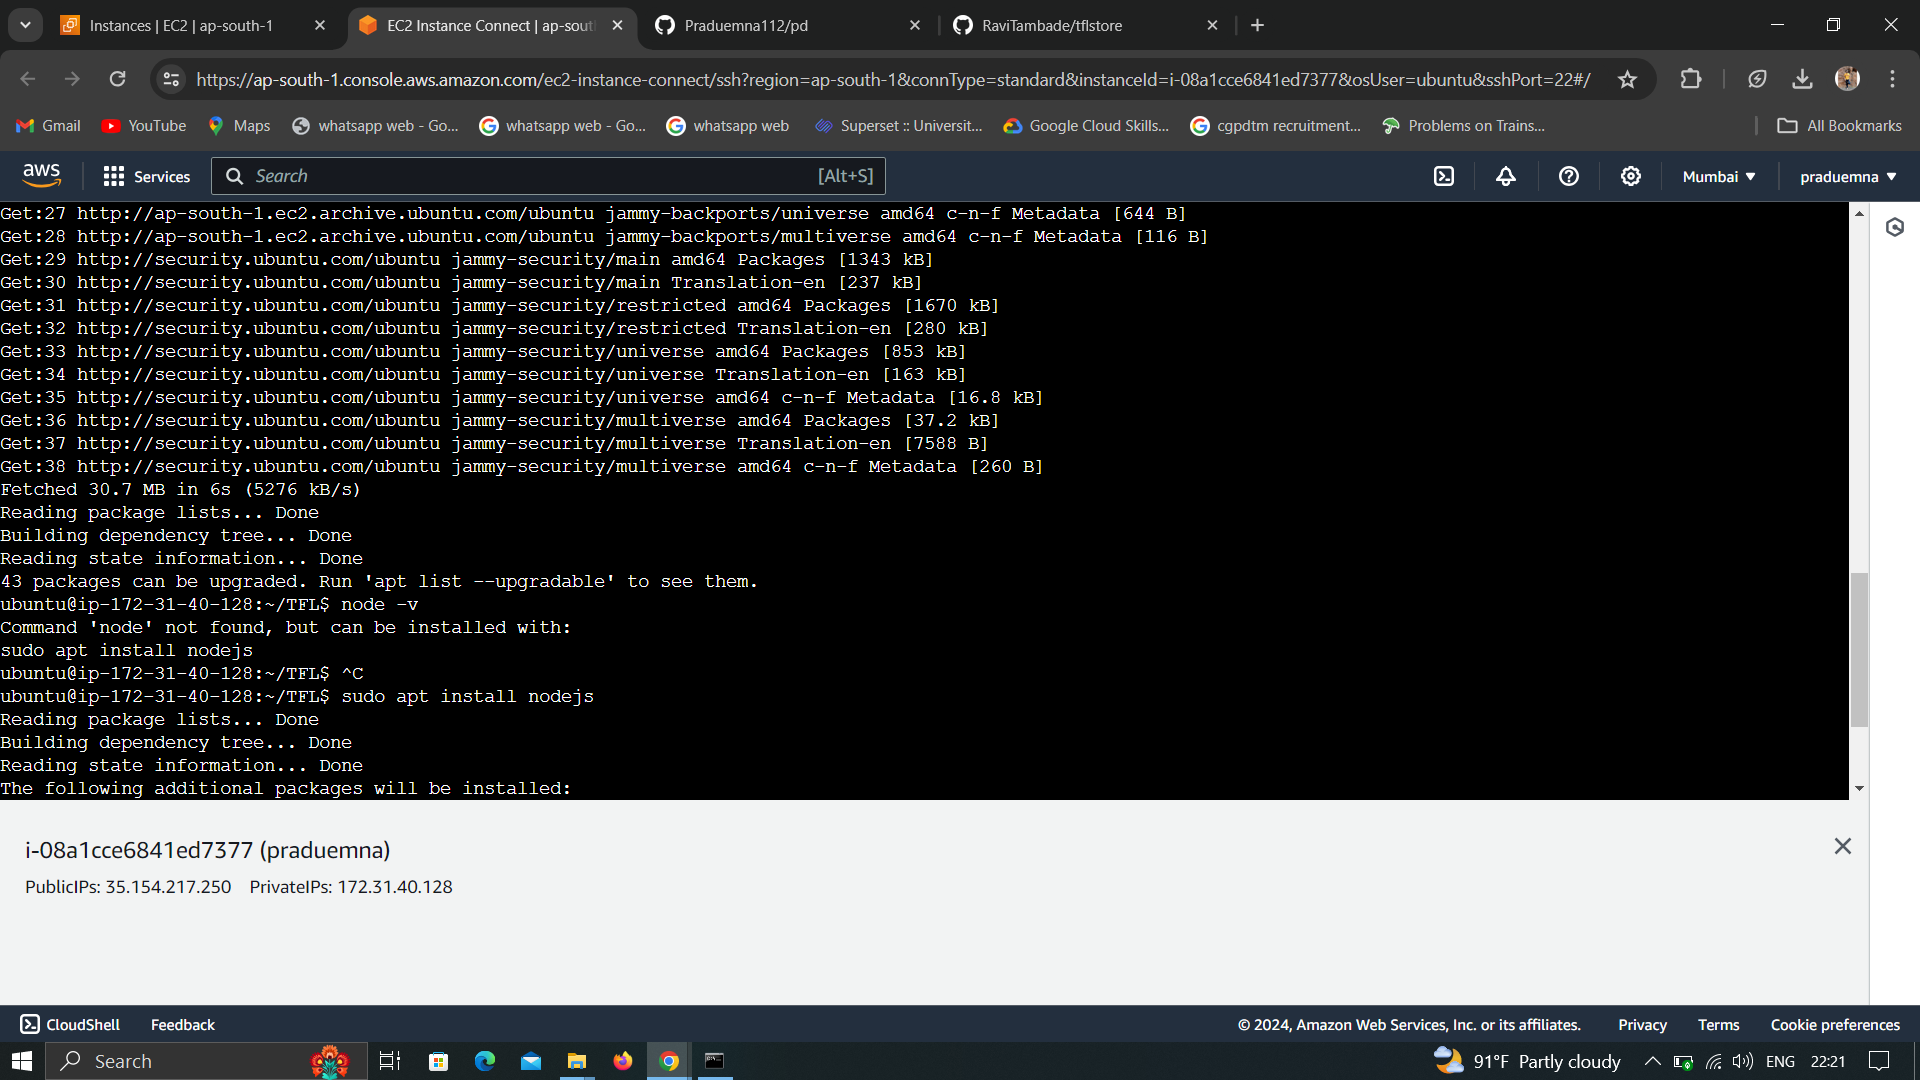 Instances | EC2 | ap-south-1
EC2 Instance Connect | ap-sout
Praduemna112/pd
RaviTambade/tflstore
https://ap-south-1.console.aws.amazon.com/ec2-instance-connect/ssh?region=ap-south-1&connType=standard&instanceId=i-08a1cce6841ed7377&osUser=ubuntu&sshPort=22#/
Gmail
YouTube
Maps
whatsapp web - Go...
whatsapp web - Go...
whatsapp web
Superset :: Universit...
Google Cloud Skills...
cgpdtm recruitment...
Problems on Trains...
All Bookmarks
aws
Services
Search
[Alt+S]
Mumbai
praduemna
Get:27 http://ap-south-1.ec2.archive.ubuntu.com/ubuntu jammy-backports/universe amd64 c-n-f Metadata [644 B]
Get:28 http://ap-south-1.ec2.archive.ubuntu.com/ubuntu jammy-backports/multiverse amd64 c-n-f Metadata [116 B]
Get:29 http://security.ubuntu.com/ubuntu jammy-security/main amd64 Packages [1343 kB]
Get:30 http://security.ubuntu.com/ubuntu jammy-security/main Translation-en [237 kB]
Get:31 http://security.ubuntu.com/ubuntu jammy-security/restricted amd64 Packages [1670 kB]
Get:32 http://security.ubuntu.com/ubuntu jammy-security/restricted Translation-en [280 kB]
Get:33 http://security.ubuntu.com/ubuntu jammy-security/universe amd64 Packages [853 kB]
Get:34 http://security.ubuntu.com/ubuntu jammy-security/universe Translation-en [163 kB]
Get:35 http://security.ubuntu.com/ubuntu jammy-security/universe amd64 c-n-f Metadata [16.8 kB]
Get:36 http://security.ubuntu.com/ubuntu jammy-security/multiverse amd64 Packages [37.2 kB]
Get:37 http://security.ubuntu.com/ubuntu jammy-security/multiverse Translation-en [7588 B]
Get:38 http://security.ubuntu.com/ubuntu jammy-security/multiverse amd64 c-n-f Metadata [260 B]
Fetched 30.7 MB in 6s (5276 kB/s)
Reading package lists... Done
Building dependency tree... Done
Reading state information... Done
43 packages can be upgraded. Run 'apt list --upgradable' to see them.
ubuntu@ip-172-31-40-128:~/TFL$ node -v
Command 'node' not found, but can be installed with:
sudo apt install nodejs
ubuntu@ip-172-31-40-128:~/TFL$ ^C
ubuntu@ip-172-31-40-128:~/TFL$ sudo apt install nodejs
Reading package lists... Done
Building dependency tree... Done
Reading state information... Done
The following additional packages will be installed:
i-08a1cce6841ed7377 (praduemna)
PublicIPs: 35.154.217.250 PrivateIPs: 172.31.40.128
CloudShell
Feedback
© 2024, Amazon Web Services, Inc. or its affiliates.
Privacy
Terms
Cookie preferences
Search
91°F Partly cloudy
ENG
22:21